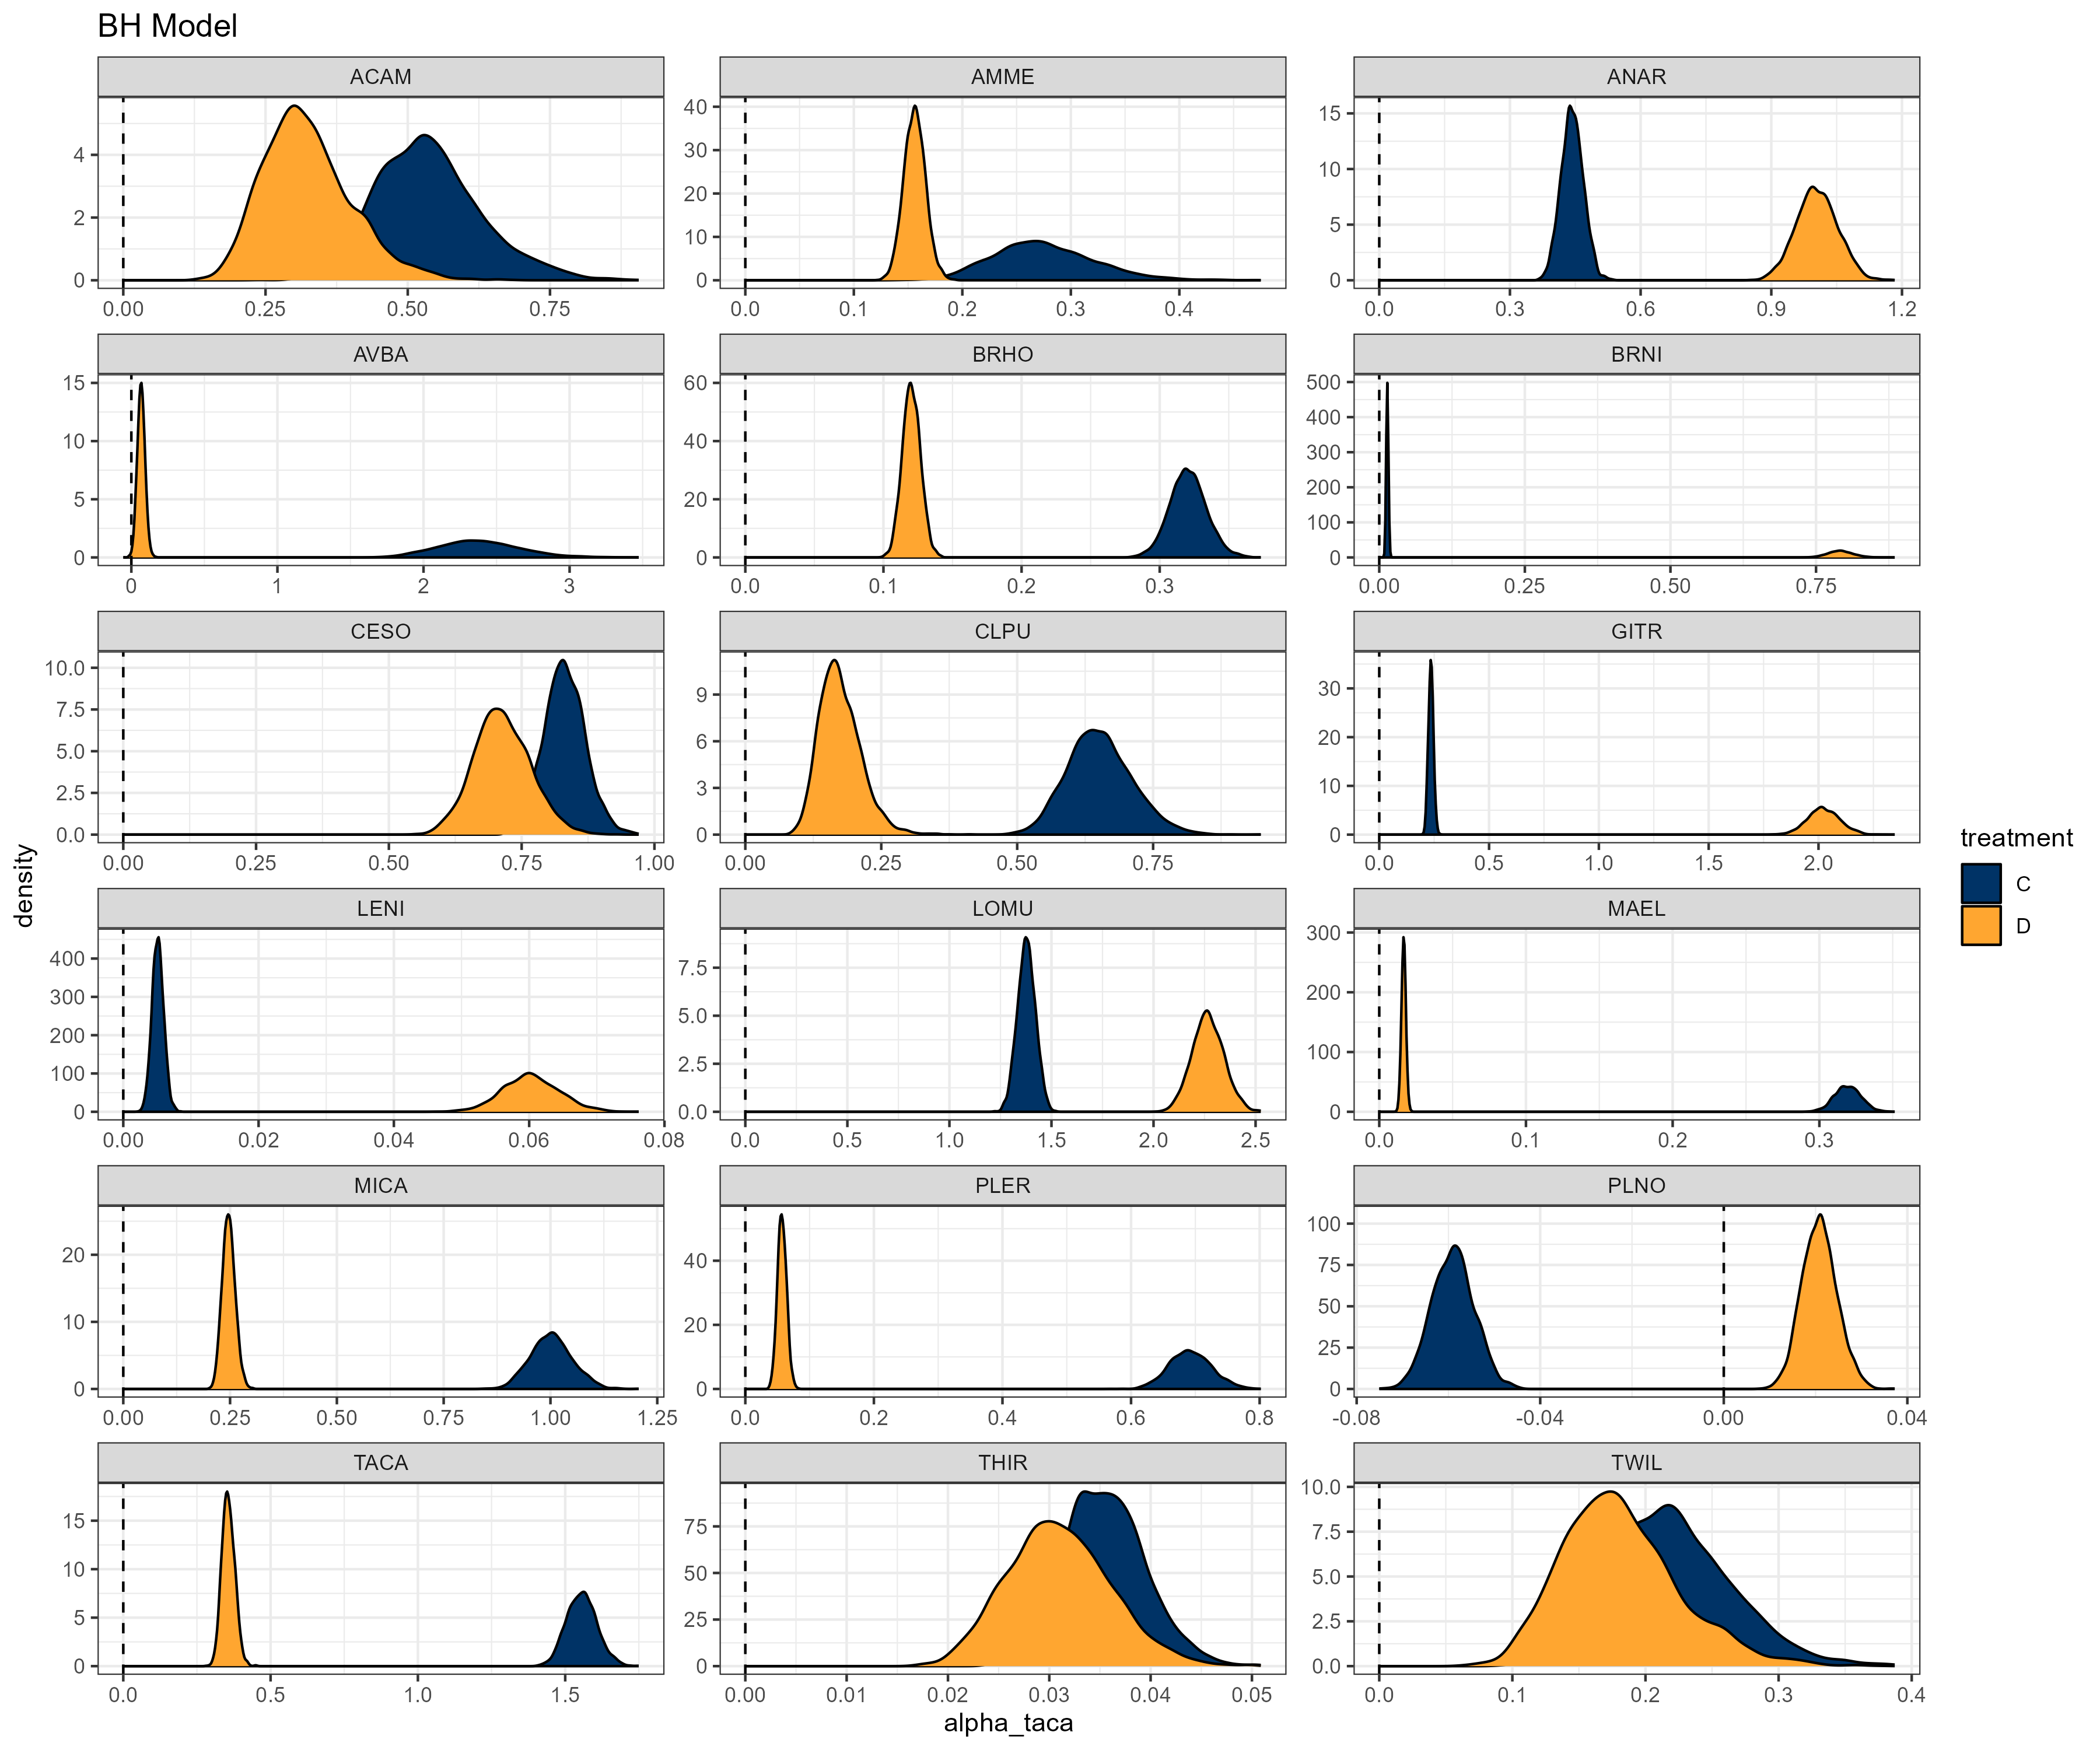 BH Model
ACAM AMME ANAR
4 2 0
0.00 0.25 0.50 0.75
40 30 20 10 0
0.0 0.1 0.2 0.3 0.4
15 10 5 0
0.0 0.3 0.6 0.9 1.2
AVBA BRHO BRNI
15 10 5 0
0 1 2 3
60 40 20 0
0.0 0.1 0.2 0.3
500 400 300 200 100 0
0.00 0.25 0.50 0.75
CESO CLPU GITR
10.0 7.5 5.0 2.5 0.0
0.00 0.25 0.50 0.75 1.00
9 6 3 0
0.00 0.25 0.50 0.75
30 20 10 0
0.0 0.5 1.0 1.5 2.0
LENI LOMU MAEL
400 300 200 100 0
0.00 0.02 0.04 0.06 0.08
7.5 5.0 2.5 0.0
0.0 0.5 1.0 1.5 2.0 2.5
300 200 100 0
0.0 0.1 0.2 0.3
MICA PLER PLNO
20 10 0
0.00 0.25 0.50 0.75 1.00 1.25
40 20 0
0.0 0.2 0.4 0.6 0.8
100 75 50 25 0
-0.08 -0.04 0.00 0.04
TACA THIR TWIL
15 10 5 0
0.0 0.5 1.0 1.5
75 50 25 0
0.00 0.01 0.02 0.03 0.04 0.05
10.0 7.5 5.0 2.5 0.0
0.0 0.1 0.2 0.3 0.4
density
alpha_taca
treatment
C
D